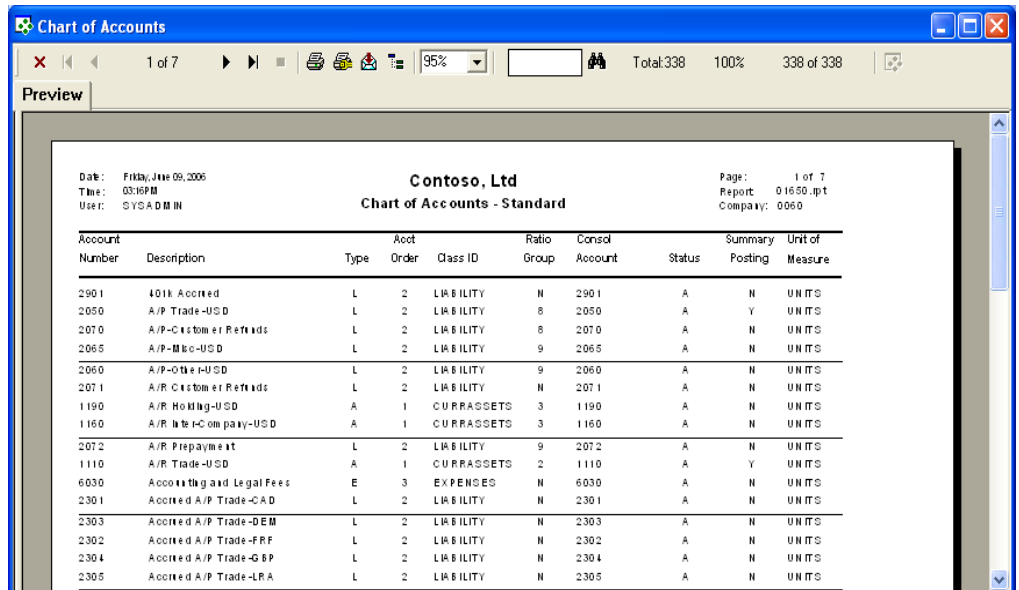 Chart of Accounts
1 of 7 95% Total:338 100% 338 of 338
Preview
Date: Friday, June 09, 2006 Contoso, Ltd Page: 1 of 7
Time: 03:16PM Chart of Accounts - Standard Report 01650.rpt
User: SYSADMIN Company: 0060
Account Acct Ratio Consol Summary Unit of
Number Description Type Order Class ID Group Account Status Posting Measure
2901 401k Accrued L 2 LIABILITY N 2901 A N UNITS
2050 A/P Trade-USD L 2 LIABILITY 8 2050 A Y UNITS
2070 A/P-Customer Refunds L 2 LIABILITY 8 2070 A N UNITS
2065 A/P-Misc-USD L 2 LIABILITY 9 2065 A N UNITS
2060 A/P-Other-USD L 2 LIABILITY 9 2060 A N UNITS
2071 A/R Customer Refunds L 2 LIABILITY N 2071 A N UNITS
1190 A/R Holding-USD A 1 CURRASSETS 3 1190 A N UNITS
1160 A/R Inter-Company-USD A 1 CURRASSETS 3 1160 A N UNITS
2072 A/R Prepayment L 2 LIABILITY 9 2072 A N UNITS
1110 A/R Trade-USD A 1 CURRASSETS 2 1110 A Y UNITS
6030 Accounting and Legal Fees E 3 EXPENSES N 6030 A N UNITS
2301 Accrued A/P Trade-CAD L 2 LIABILITY N 2301 A N UNITS
2303 Accrued A/P Trade-DEM L 2 LIABILITY N 2303 A N UNITS
2302 Accrued A/P Trade-FRF L 2 LIABILITY N 2302 A N UNITS
2304 Accrued A/P Trade-GBP L 2 LIABILITY N 2304 A N UNITS
2305 Accrued A/P Trade-LRA L 2 LIABILITY N 2305 A N UNITS